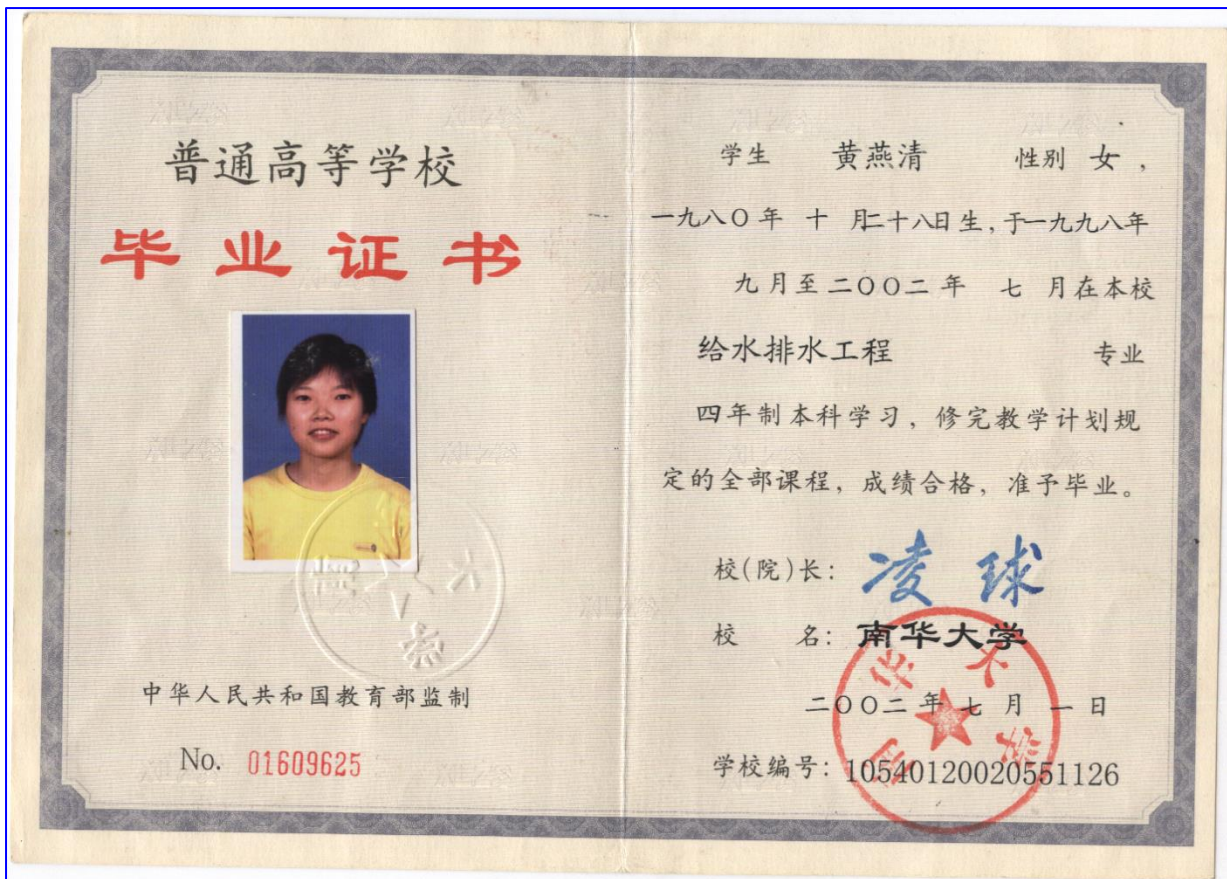 普通高等学校
毕业证书
中华人民共和国教育部监制
No. 01609625
学生 黄燕清 性别 女,
一九八〇年 十 月二十八日生,于一九九八年
九月至二〇〇二年 七 月在本校
给水排水工程 专业
四年制本科学习,修完教学计划规
定的全部课程,成绩合格,准予毕业。
校(院)长: 凌球
校 名: 南华大学
二〇〇二年七月一日
学校编号: 10540120020551126
南华大学